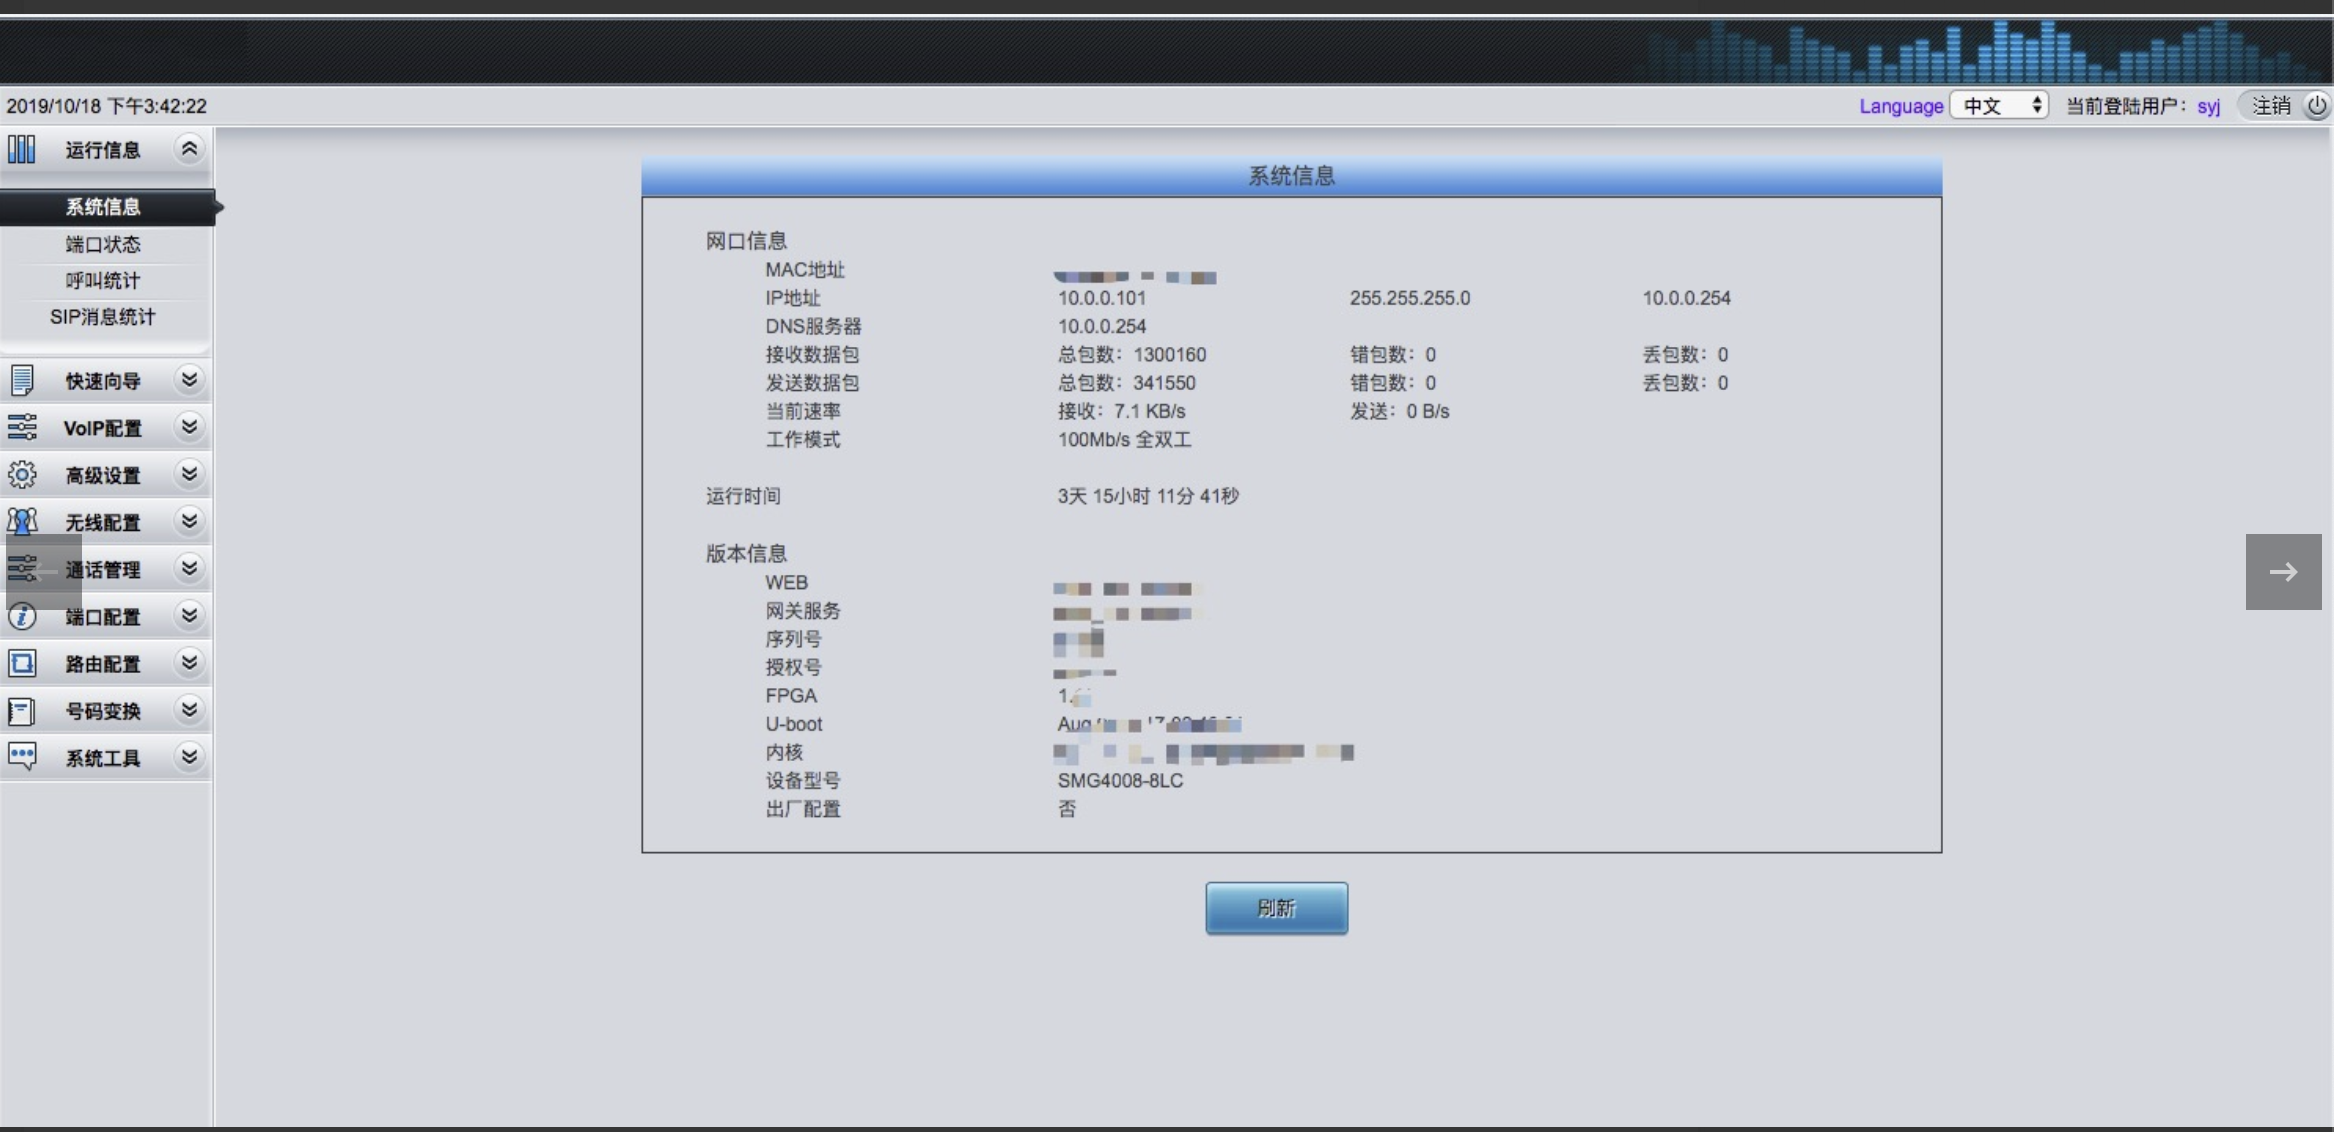 2019/10/18 下午3:42:22
Language 中文 当前登陆用户： syj 注销
运行信息
系统信息
端口状态
呼叫统计
SIP消息统计
快速向导
VoIP配置
高级设置
无线配置
通话管理
端口配置
路由配置
号码变换
系统工具
系统信息
网口信息
MAC地址
IP地址 10.0.0.101 255.255.255.0 10.0.0.254
DNS服务器 10.0.0.254
接收数据包 总包数：1300160 错包数：0 丢包数：0
发送数据包 总包数：341550 错包数：0 丢包数：0
当前速率 接收：7.1 KB/s 发送：0 B/s
工作模式 100Mb/s 全双工
运行时间 3天 15小时 11分 41秒
版本信息
WEB
网关服务
序列号
授权号
FPGA 1.
U-boot Aug
内核
设备型号 SMG4008-8LC
出厂配置 否
刷新